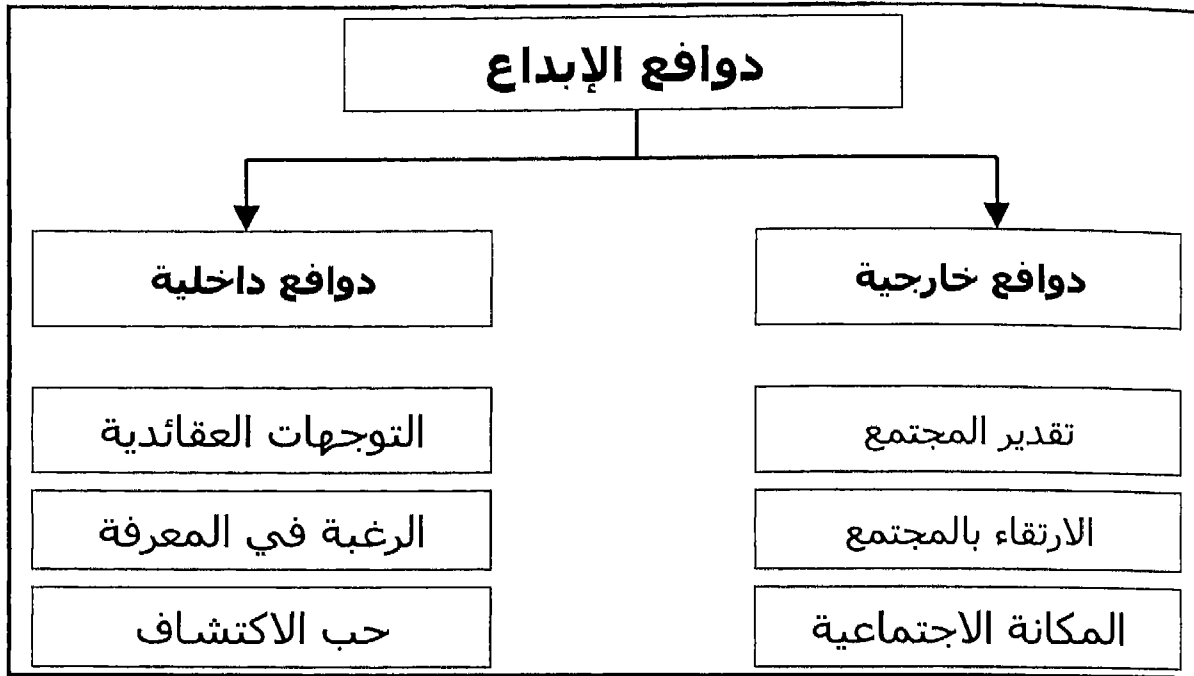 دوافع الإبداع
دوافع خارجية
دوافع داخلية
تقدير المجتمع
التوجهات العقائدية
الارتقاء بالمجتمع
الرغبة في المعرفة
المكانة الاجتماعية
حب الاكتشاف